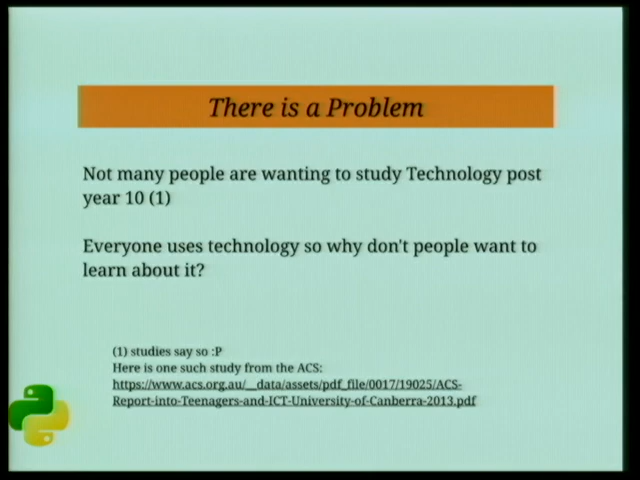 There is a Problem
Not many people are wanting to study Technology post
year 10 (1)
Everyone uses technology so why don't people want to
learn about it?
(1) studies say so :P
Here is one such study from the ACS:
https://www.acs.org.au/__data/assets/pdf_file/0017/19025/ACS-
Report-into-Teenagers-and-ICT-University-of-Canberra-2013.pdf